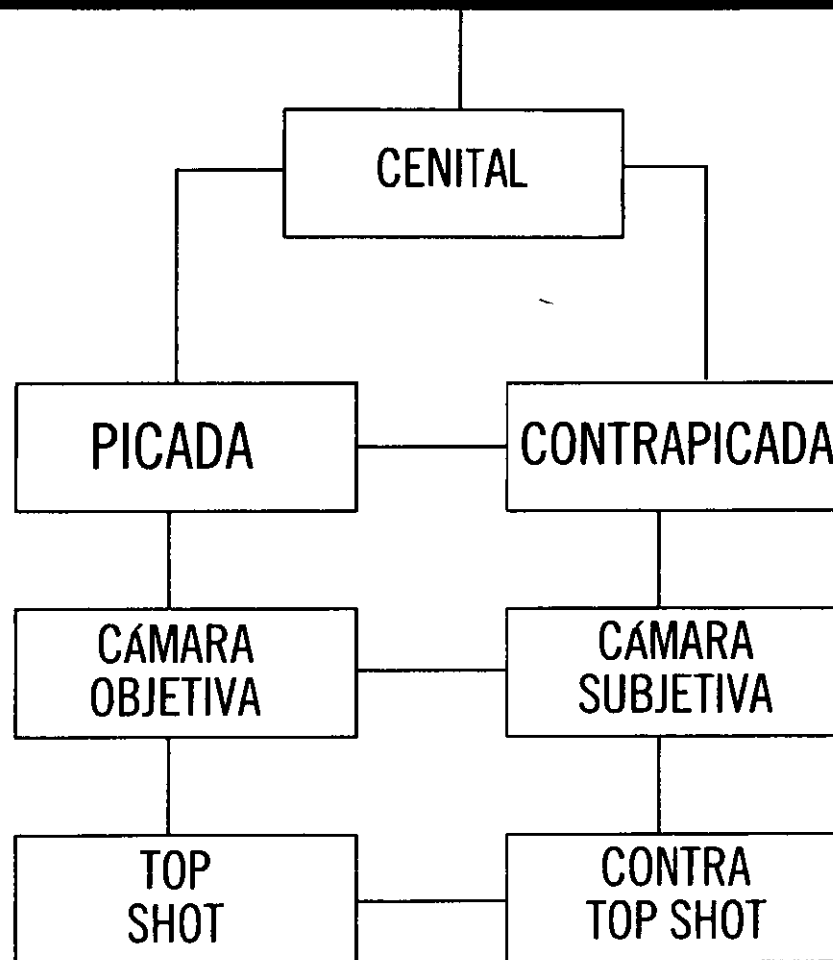 CENITAL
PICADA
CONTRAPICADA
CÁMARA
OBJETIVA
CÁMARA
SUBJETIVA
TOP
SHOT
CONTRA
TOP SHOT